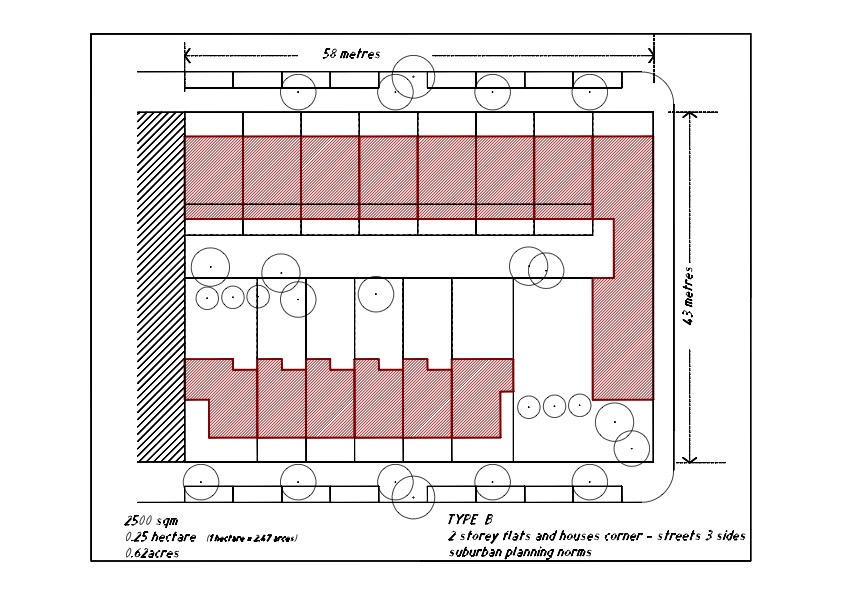 58 metres
43 metres
2500 sqm
0.25 hectare (1 hectare = 2.47 arces)
0.62acres
TYPE B
2 storey flats and houses corner - streets 3 sides
suburban planning norms